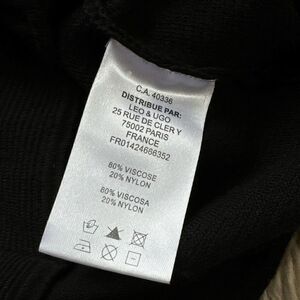 C.A. 40336
DISTRIBUE PAR:
LEO & UGO
25 RUE DE CLERY
75002 PARIS
FRANCE
FR01424686352
80% VISCOSE
20% NYLON
80% VISCOSA
20% NYLON